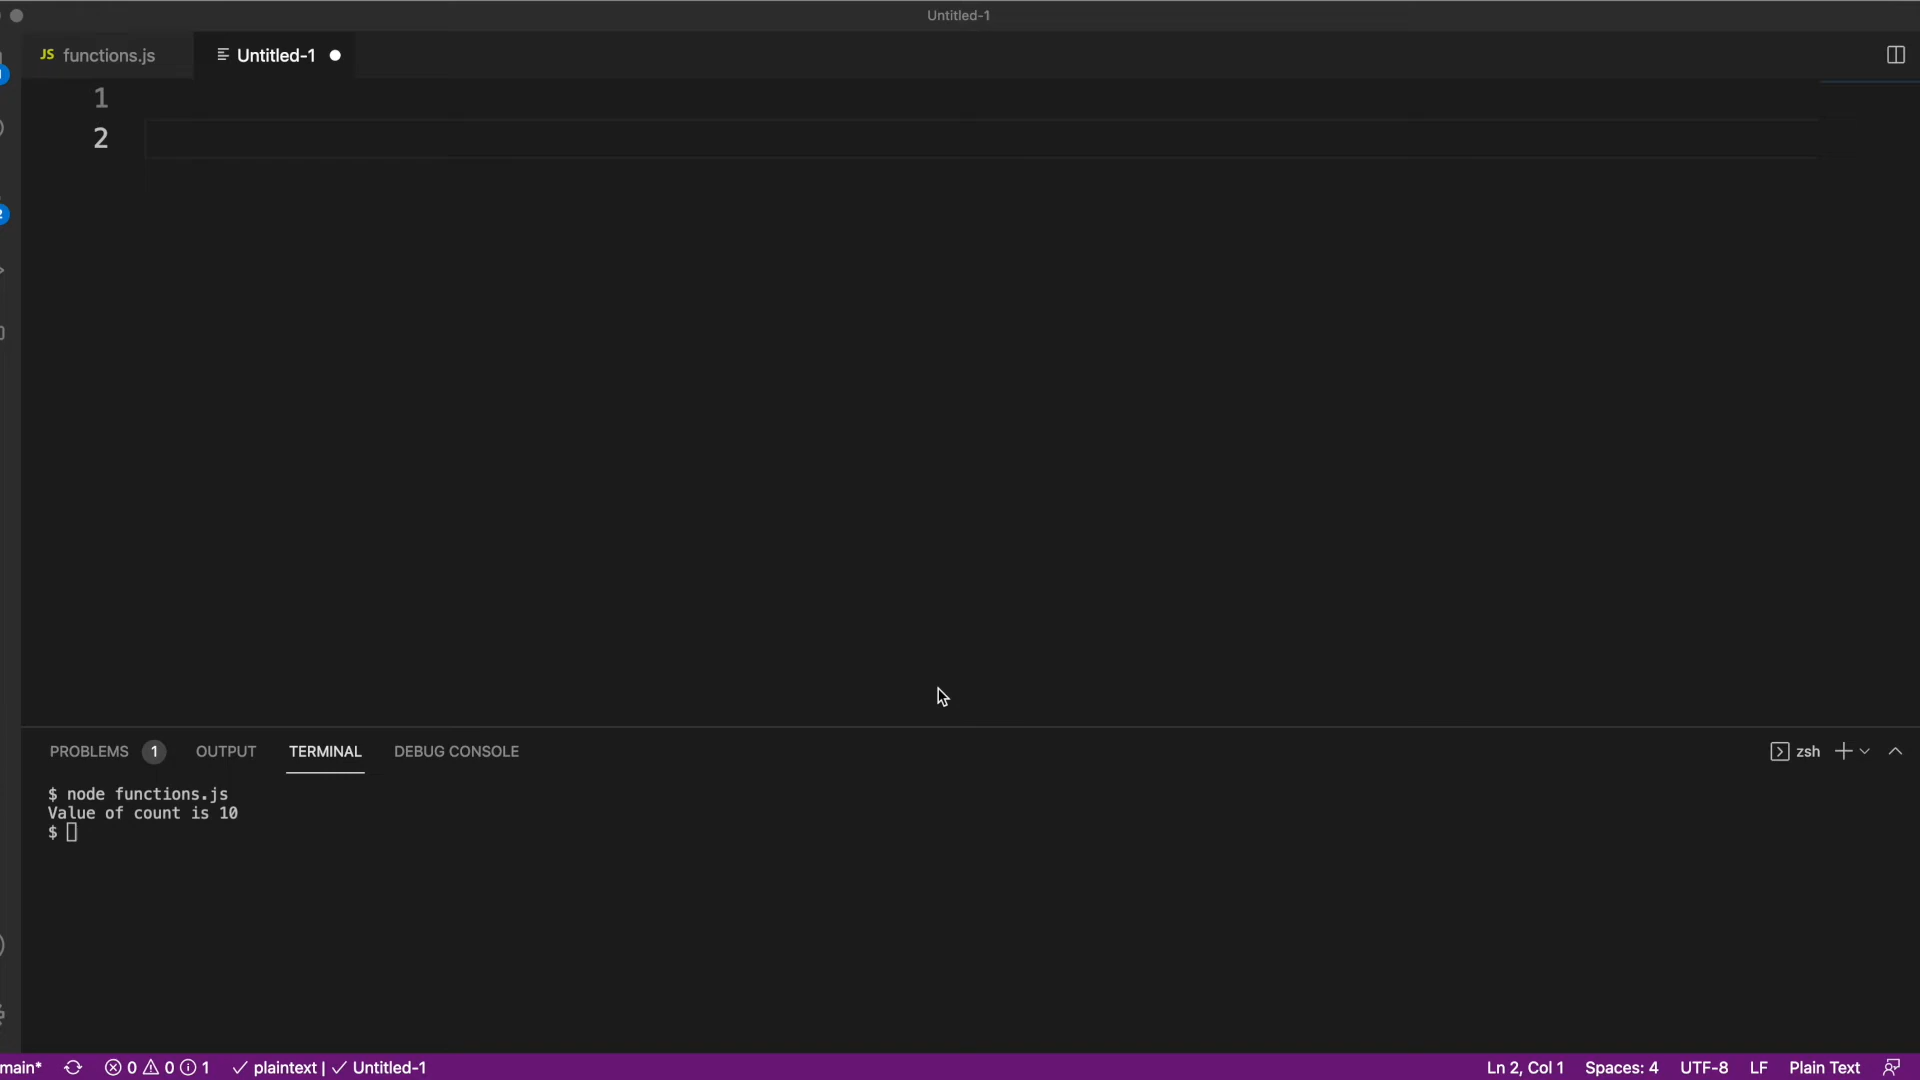 Untitled-1
JS functions.js
Untitled-1
1
2
PROBLEMS 1 OUTPUT TERMINAL DEBUG CONSOLE
zsh
$ node functions.js
Value of count is 10
$
main* 0 0 1 plaintext | Untitled-1 Ln 2, Col 1 Spaces: 4 UTF-8 LF Plain Text